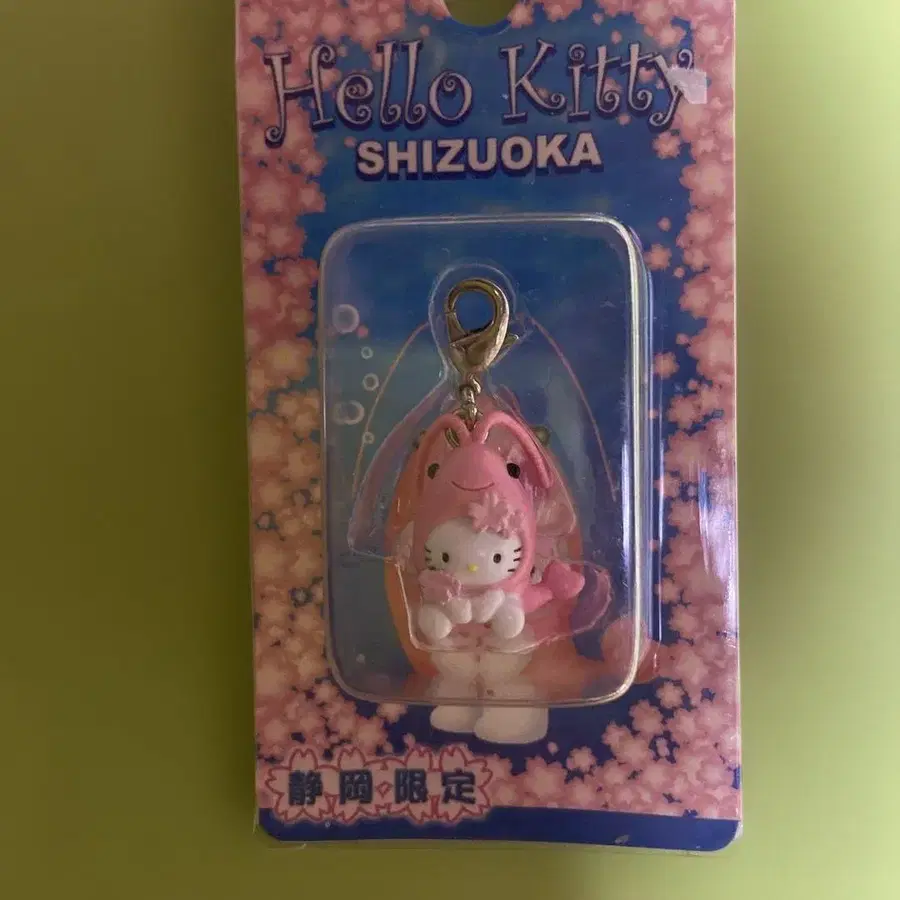 Hello Kitty
SHIZUOKA
静岡限定